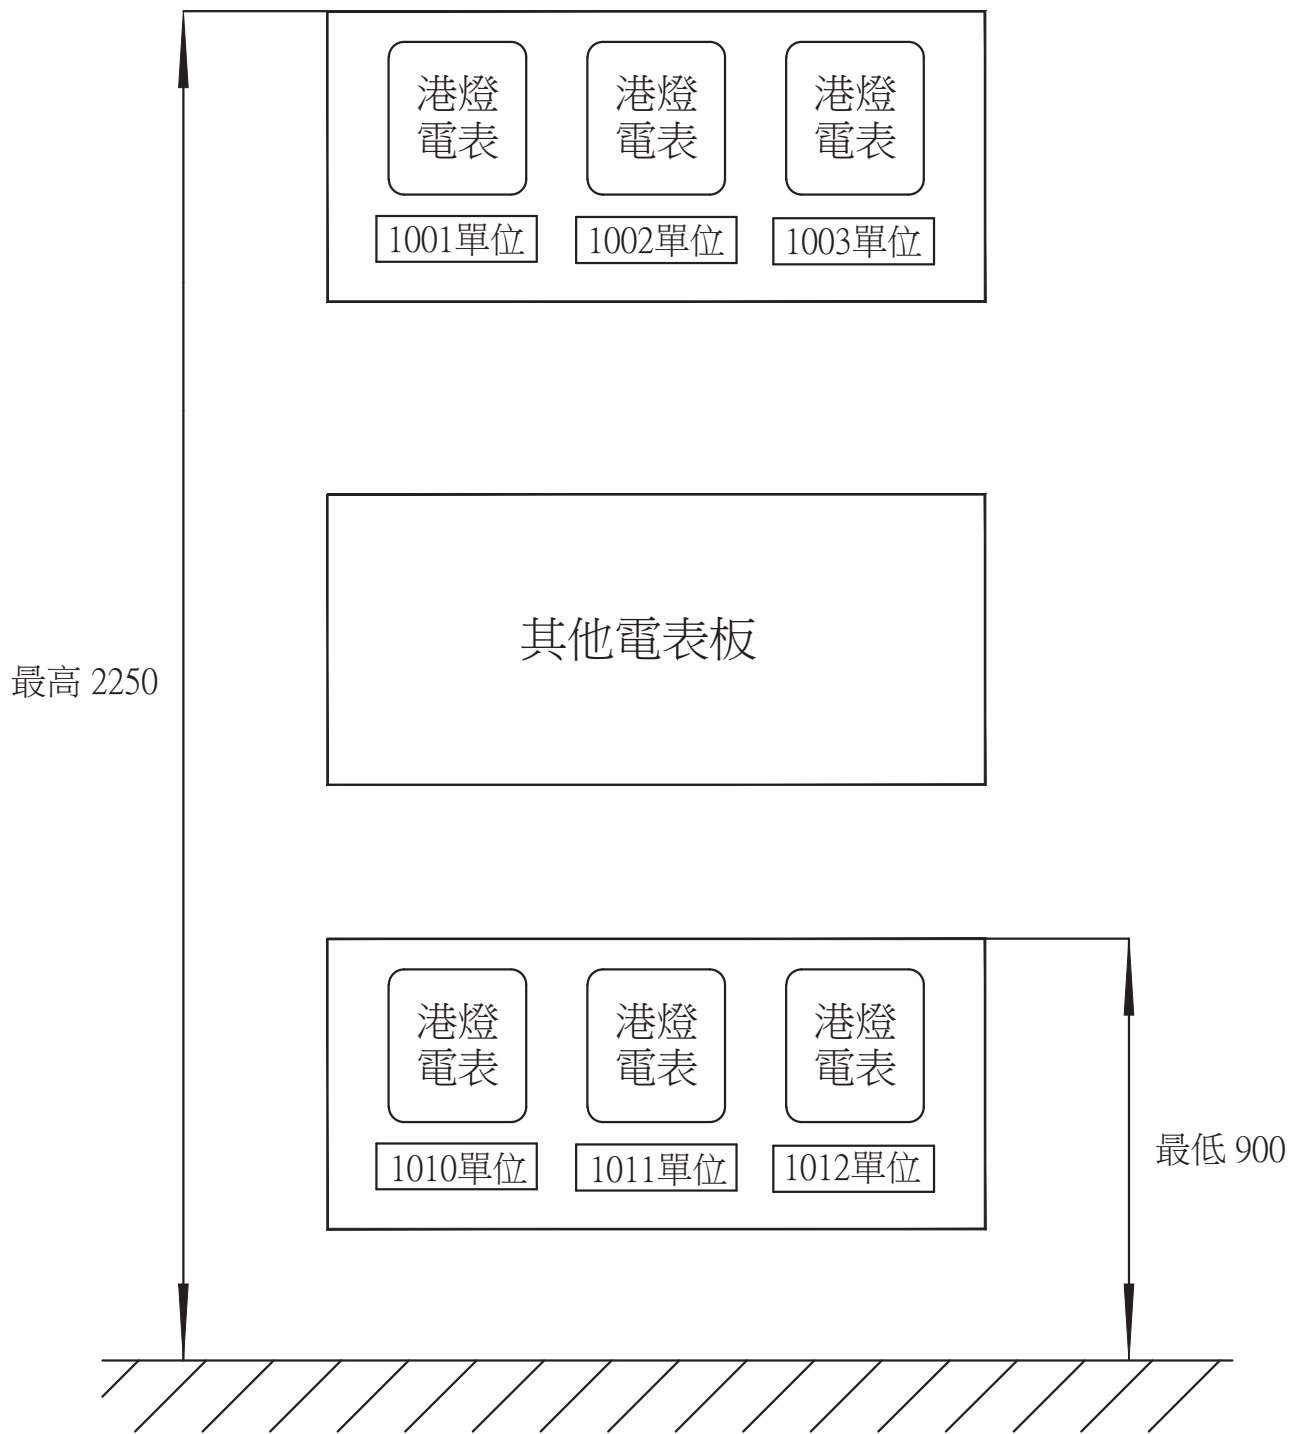 港燈
電表
港燈
電表
港燈
電表
1001單位
1002單位
1003單位
其他電表板
最高 2250
港燈
電表
港燈
電表
港燈
電表
1010單位
1011單位
1012單位
最低 900